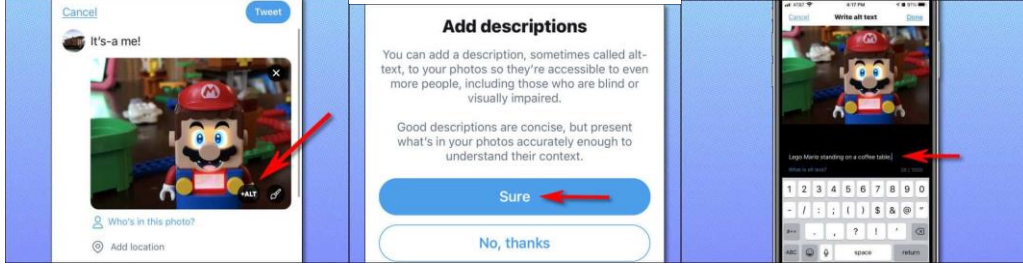 Cancel
Tweet
It's-a me!
+ALT
Who's in this photo?
Add location
Add descriptions
You can add a description, sometimes called alt-
text, to your photos so they're accessible to even
more people, including those who are blind or
visually impaired.
Good descriptions are concise, but present
what's in your photos accurately enough to
understand their context.
Sure
No, thanks
4:17 PM
Cancel
Write alt text
Done
Lego Mario standing on a coffee table.
What is alt text?
1 2 3 4 5 6 7 8 9 0
- / : ; ( ) $ & @ "
#+=
. , ? ! '
ABC
space
return